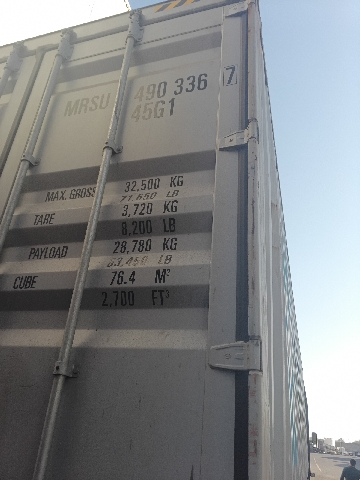 MRSU 490 336 7
45G1
MAX. GROSS 32,500 KG
71,650 LB
TARE 3,720 KG
8,200 LB
PAYLOAD 28,780 KG
63,450 LB
CUBE 76.4 M³
2,700 FT³